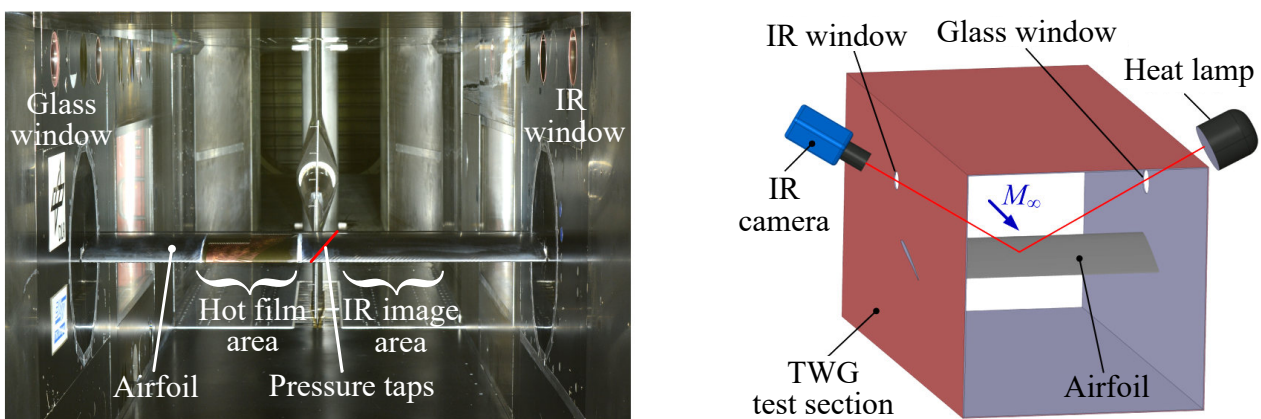 Glass
window
IR
window
Hot film
area
IR image
area
Airfoil
Pressure taps
IR window
Glass window
Heat lamp
IR
camera
M∞
TWG
test section
Airfoil
DLR